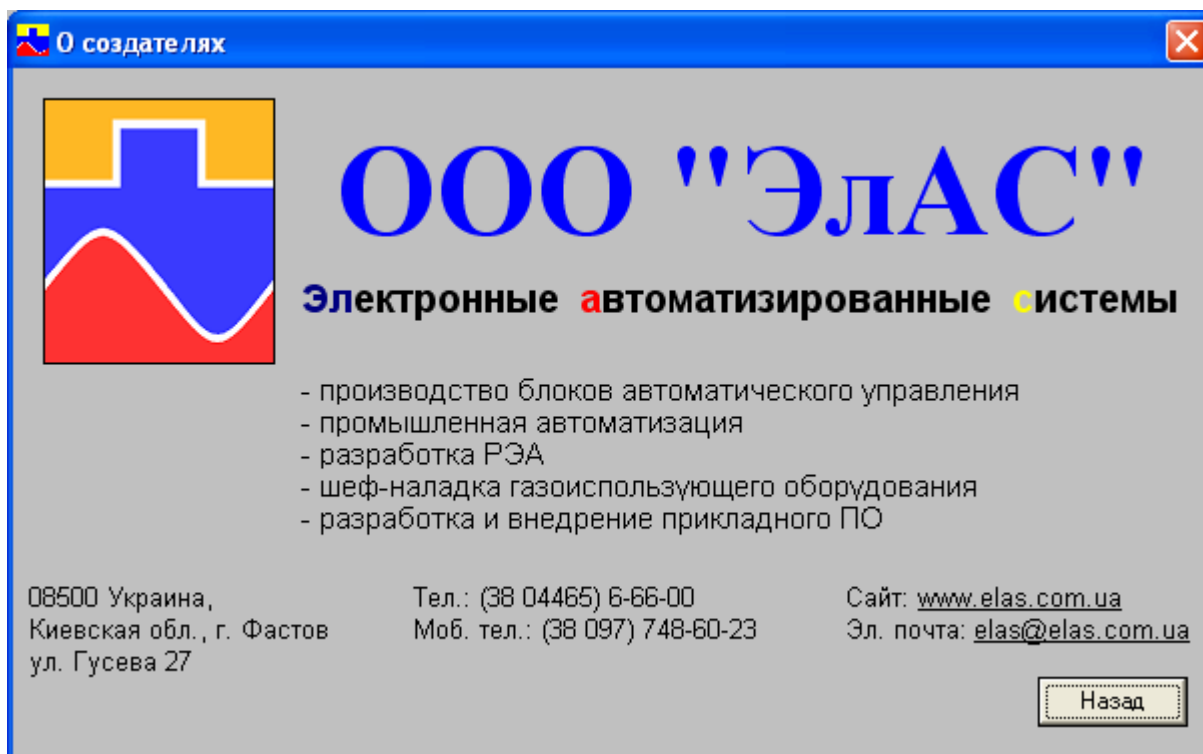 О создателях
ООО "ЭлАС"
Электронные автоматизированные системы
- производство блоков автоматического управления
- промышленная автоматизация
- разработка РЭА
- шеф-наладка газоиспользующего оборудования
- разработка и внедрение прикладного ПО
08500 Украина,
Киевская обл., г. Фастов
ул. Гусева 27
Тел.: (38 04465) 6-66-00
Моб. тел.: (38 097) 748-60-23
Сайт: www.elas.com.ua
Эл. почта: elas@elas.com.ua
Назад